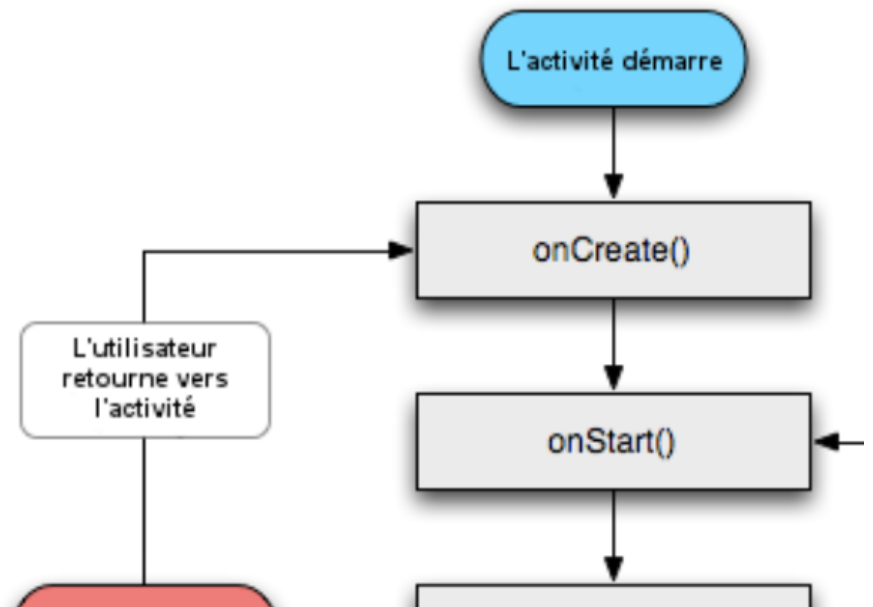 L'activité démarre
onCreate()
L'utilisateur
retourne vers
l'activité
onStart()